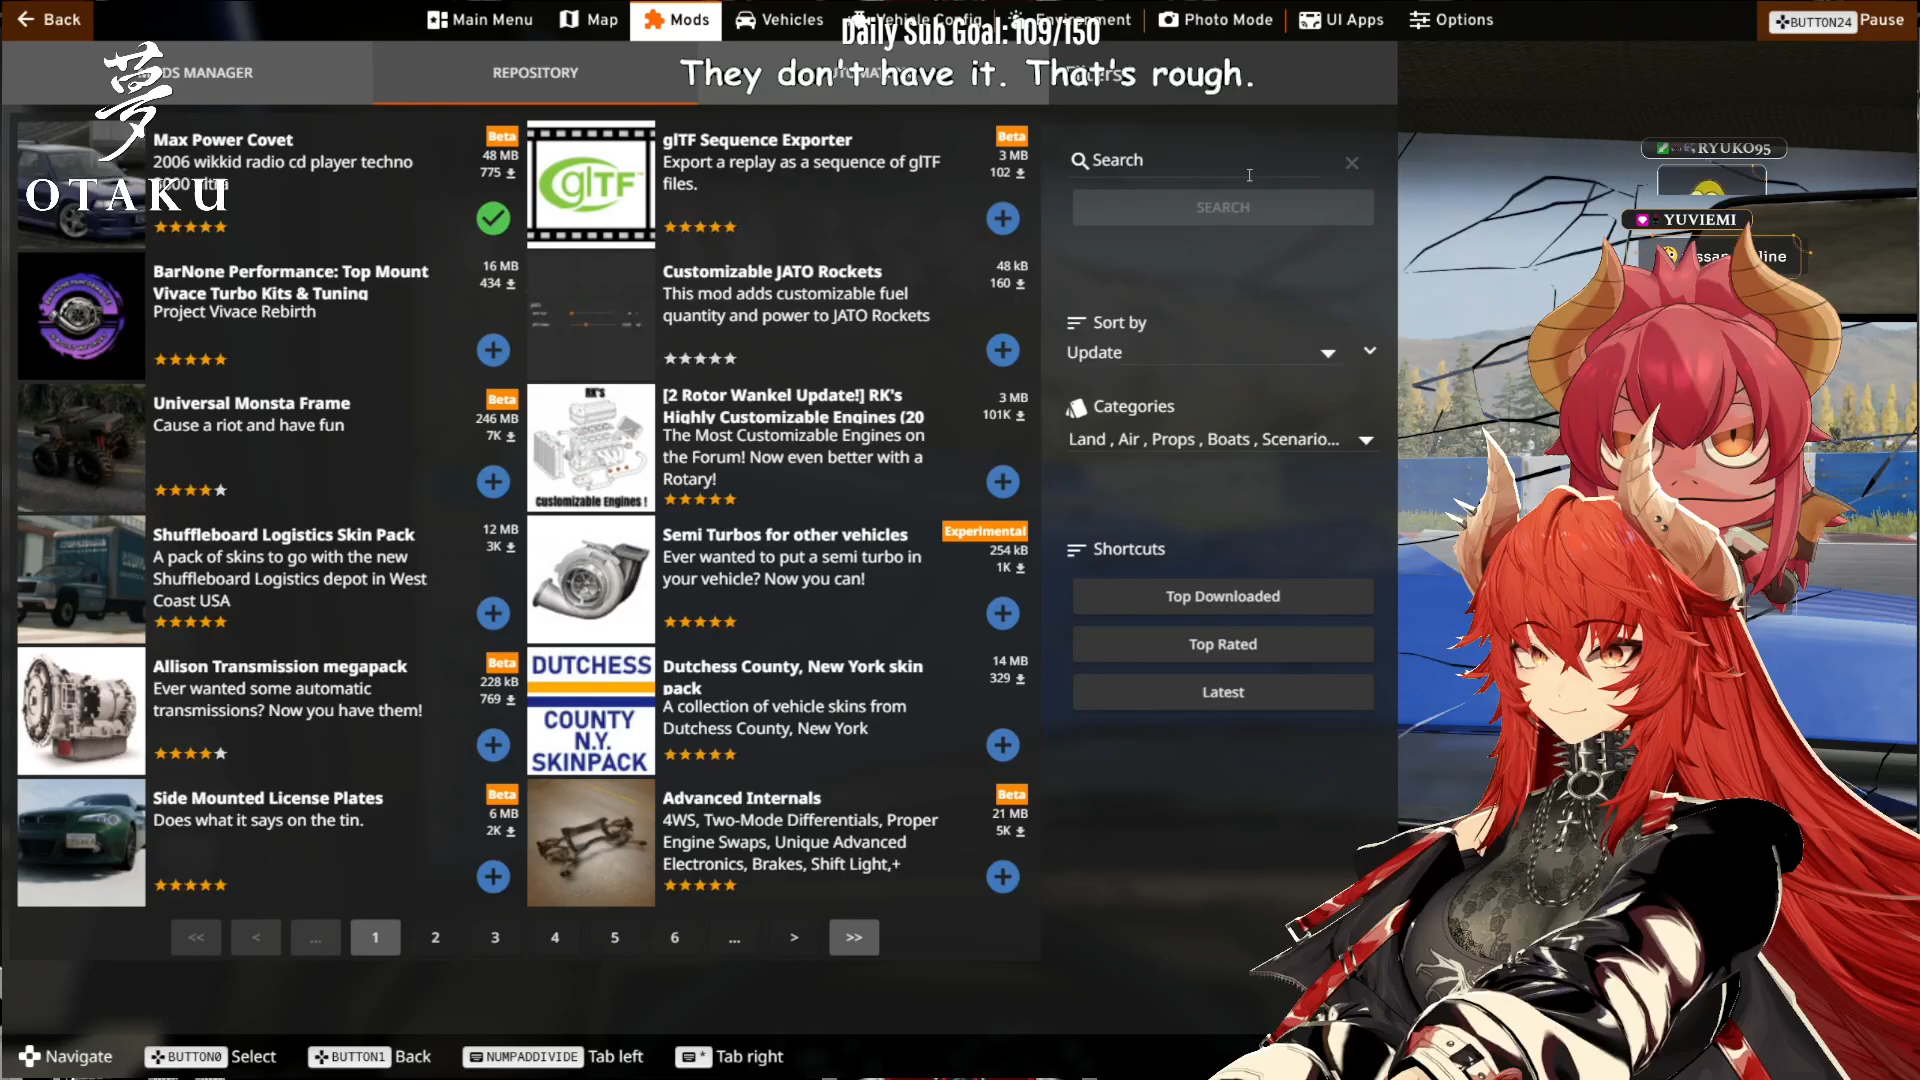 Back
Main Menu
Map
Mods
Vehicles
Vehicle Config
Environment
Photo Mode
UI Apps
Options
BUTTON24 Pause
Daily Sub Goal: 109/150
They don't have it. That's rough.
MANAGER
REPOSITORY
夢
OTAKU
Max Power Covet
2006 wikkid radio cd player techno
Beta
48 MB
775
BarNone Performance: Top Mount
Vivace Turbo Kits & Tuning
Project Vivace Rebirth
16 MB
434
Universal Monsta Frame
Cause a riot and have fun
Beta
246 MB
7K
Shuffleboard Logistics Skin Pack
A pack of skins to go with the new
Shuffleboard Logistics depot in West
Coast USA
12 MB
3K
Allison Transmission megapack
Ever wanted some automatic
transmissions? Now you have them!
Beta
228 kB
769
Side Mounted License Plates
Does what it says on the tin.
Beta
6 MB
2K
glTF
glTF Sequence Exporter
Export a replay as a sequence of glTF
files.
Beta
3 MB
102
Customizable JATO Rockets
This mod adds customizable fuel
quantity and power to JATO Rockets
48 kB
160
RK's
Customizable Engines !
[2 Rotor Wankel Update!] RK's
Highly Customizable Engines (20
The Most Customizable Engines on
the Forum! Now even better with a
Rotary!
3 MB
101K
Semi Turbos for other vehicles
Ever wanted to put a semi turbo in
your vehicle? Now you can!
Experimental
254 kB
1K
DUTCHESS
COUNTY
N.Y.
SKINPACK
Dutchess County, New York skin
pack
A collection of vehicle skins from
Dutchess County, New York
14 MB
329
Advanced Internals
4WS, Two-Mode Differentials, Proper
Engine Swaps, Unique Advanced
Electronics, Brakes, Shift Light,+
Beta
21 MB
5K
<< < ... 1 2 3 4 5 6 ... > >>
Search
SEARCH
Sort by
Update
Categories
Land , Air , Props , Boats , Scenario...
Shortcuts
Top Downloaded
Top Rated
Latest
RYUKO95
YUVIEMI
Navigate
BUTTON0 Select
BUTTON1 Back
NUMPADDIVIDE Tab left
* Tab right